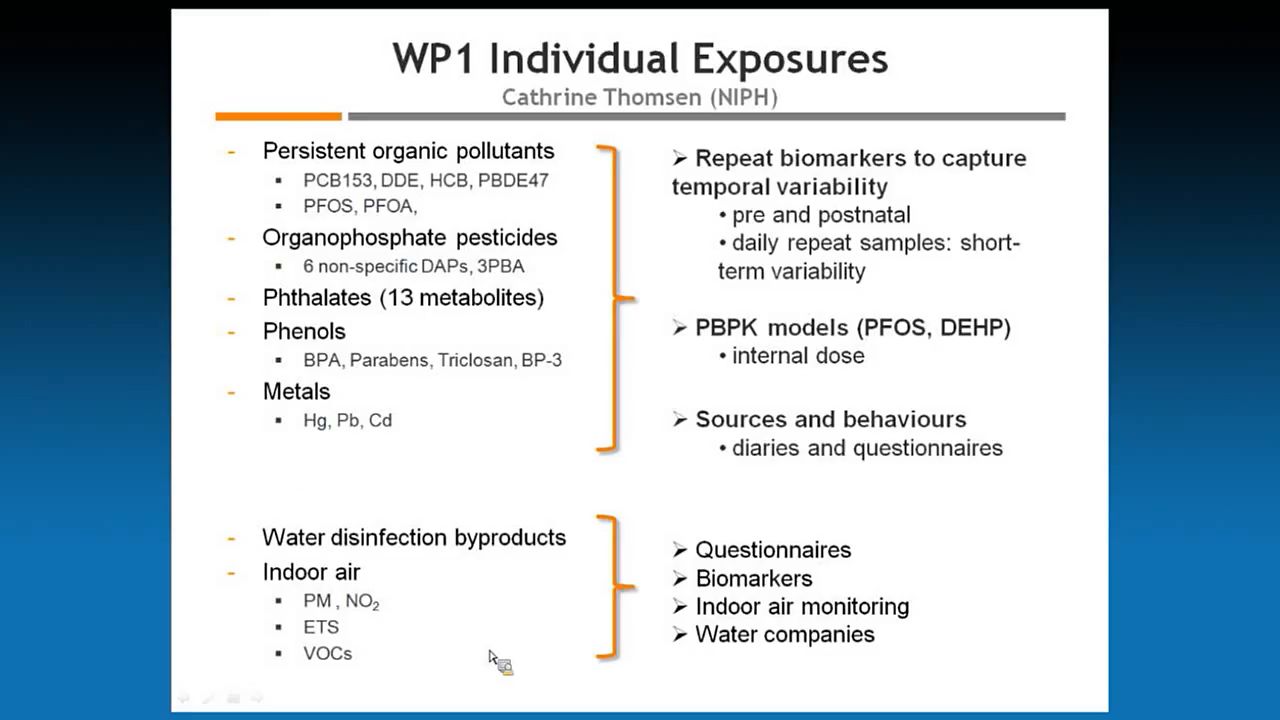 WP1 Individual Exposures
Cathrine Thomsen (NIPH)
- Persistent organic pollutants
▪ PCB153, DDE, HCB, PBDE47
▪ PFOS, PFOA,
- Organophosphate pesticides
▪ 6 non-specific DAPs, 3PBA
- Phthalates (13 metabolites)
- Phenols
▪ BPA, Parabens, Triclosan, BP-3
- Metals
▪ Hg, Pb, Cd
➢ Repeat biomarkers to capture
temporal variability
• pre and postnatal
• daily repeat samples: short-
term variability
➢ PBPK models (PFOS, DEHP)
• internal dose
➢ Sources and behaviours
• diaries and questionnaires
- Water disinfection byproducts
- Indoor air
▪ PM , NO₂
▪ ETS
▪ VOCs
➢ Questionnaires
➢ Biomarkers
➢ Indoor air monitoring
➢ Water companies